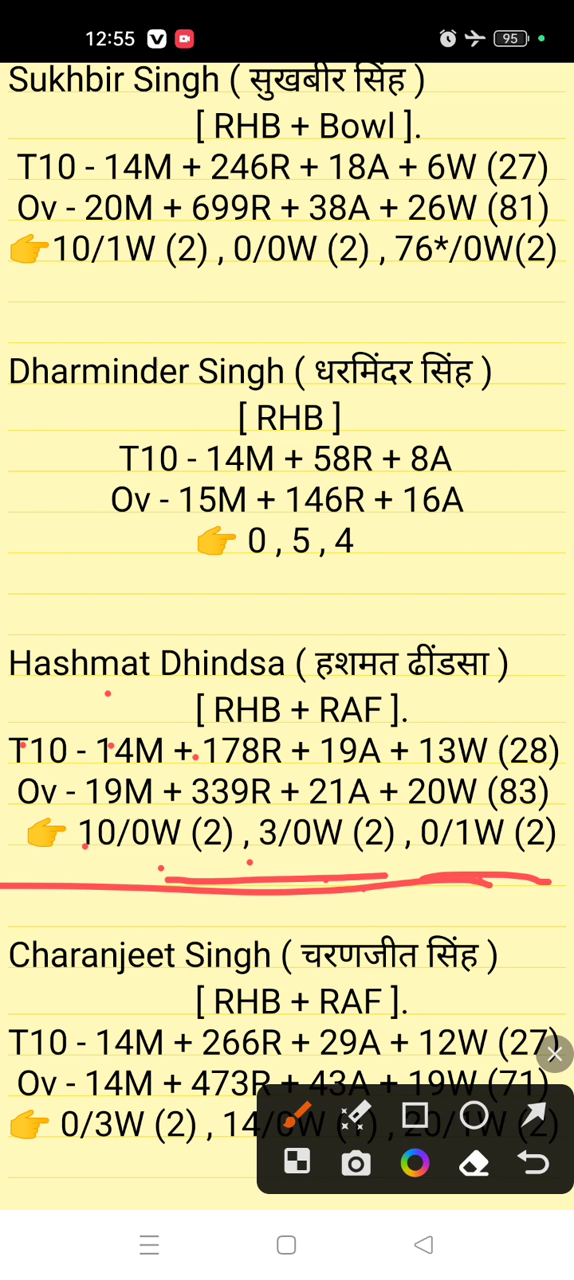 12:55
95
Sukhbir Singh ( सुखबीर सिंह )
[ RHB + Bowl ].
T10 - 14M + 246R + 18A + 6W (27)
Ov - 20M + 699R + 38A + 26W (81)
👉10/1W (2) , 0/0W (2) , 76*/0W(2)
Dharminder Singh ( धरमिंदर सिंह )
[ RHB ]
T10 - 14M + 58R + 8A
Ov - 15M + 146R + 16A
👉 0 , 5 , 4
Hashmat Dhindsa ( हशमत ढींडसा )
[ RHB + RAF ].
T10 - 14M + 178R + 19A + 13W (28)
Ov - 19M + 339R + 21A + 20W (83)
👉 10/0W (2) , 3/0W (2) , 0/1W (2)
Charanjeet Singh ( चरणजीत सिंह )
[ RHB + RAF ].
T10 - 14M + 266R + 29A + 12W (27)
Ov - 14M + 473R + 43A + 19W (71)
👉 0/3W (2) , 14/0W (1) , 20/1W (2)